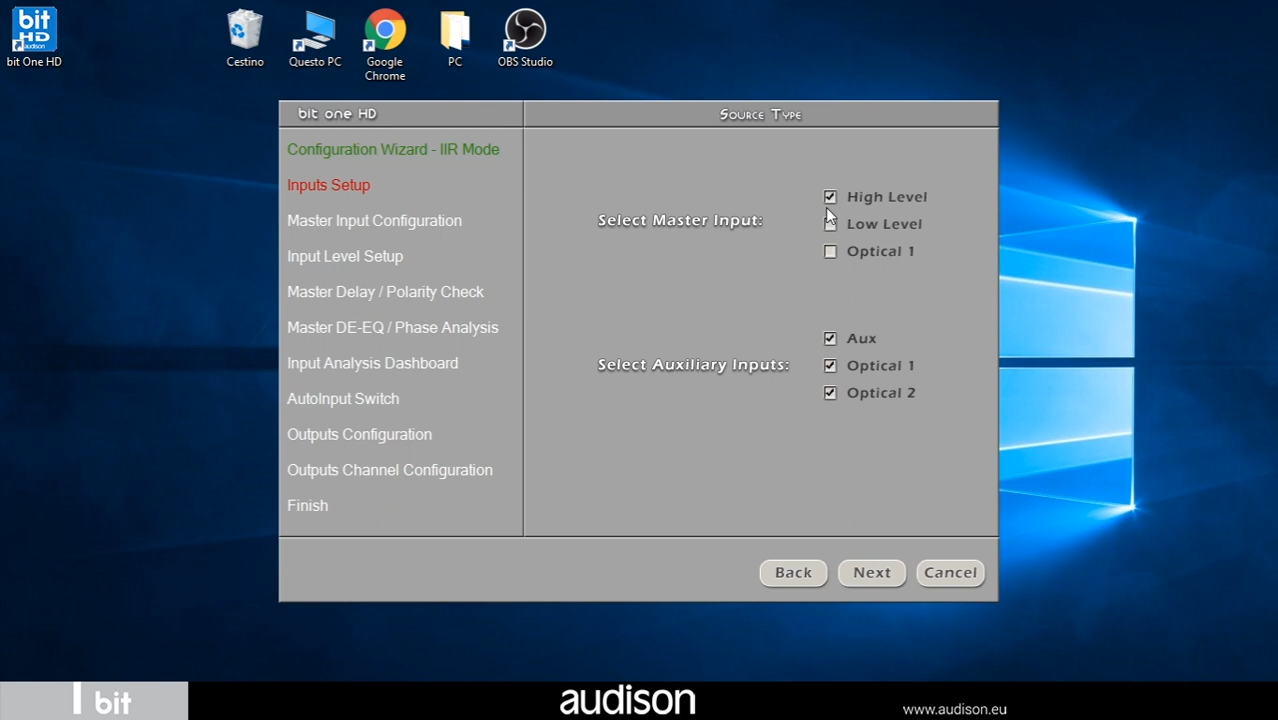 bit
HD
audison
bit One HD
Cestino
Questo PC
Google
Chrome
PC
OBS Studio
bit one HD
Source Type
Configuration Wizard - IIR Mode
Inputs Setup
Master Input Configuration
Input Level Setup
Master Delay / Polarity Check
Master DE-EQ / Phase Analysis
Input Analysis Dashboard
AutoInput Switch
Outputs Configuration
Outputs Channel Configuration
Finish
Select Master Input:
High Level
Low Level
Optical 1
Select Auxiliary Inputs:
Aux
Optical 1
Optical 2
Back
Next
Cancel
bit
audison
www.audison.eu